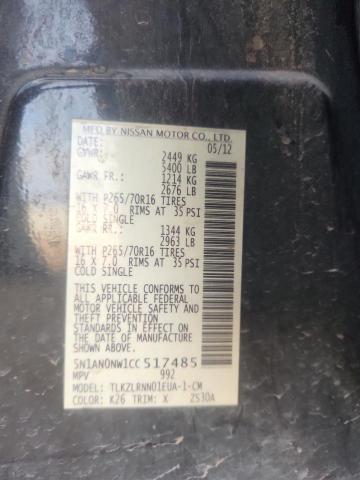 MFD BY NISSAN MOTOR CO., LTD.
DATE: 05/12
GVWR: 2449 KG
5400 LB
GAWR FR.: 1214 KG
2676 LB
WITH P265/70R16 TIRES
16 X 7.0 RIMS AT 35 PSI
COLD SINGLE
GAWR RR.: 1344 KG
2963 LB
WITH P265/70R16 TIRES
16 X 7.0 RIMS AT 35 PSI
COLD SINGLE
THIS VEHICLE CONFORMS TO
ALL APPLICABLE FEDERAL
MOTOR VEHICLE SAFETY AND
THEFT PREVENTION
STANDARDS IN EFFECT ON
THE DATE OF MANUFACTURE
SHOWN ABOVE.
5N1AN0NW1CC517485
MPV 992
MODEL: TLKZLRNN01EUA-1-CM
COLOR: K26 TRIM: X 2S30A